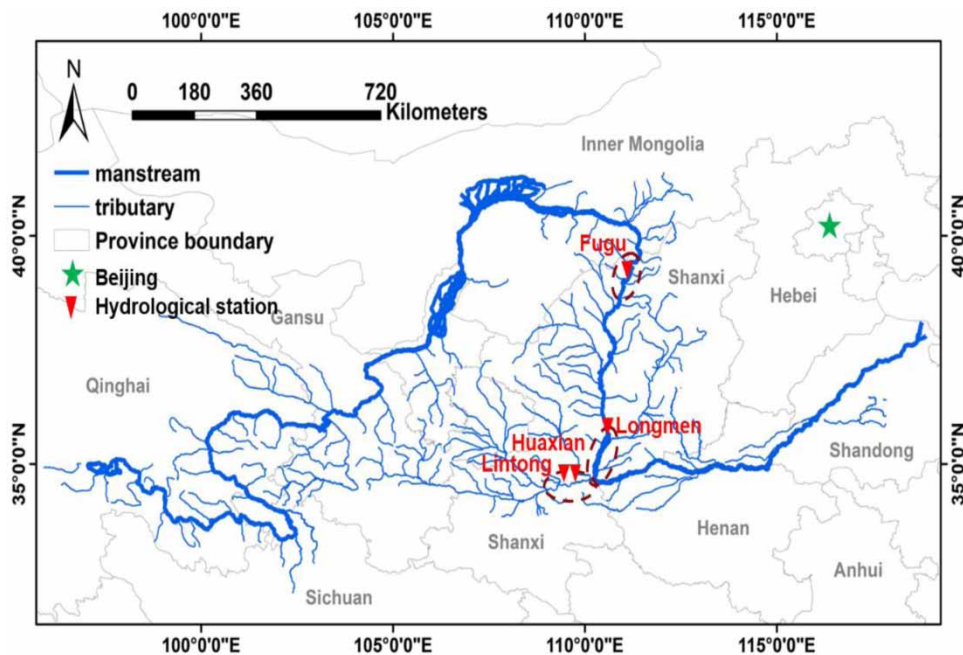 100°0'0"E 105°0'0"E 110°0'0"E 115°0'0"E
N
0 180 360 720
Kilometers
Inner Mongolia
manstream
tributary
Province boundary
Beijing
Hydrological station
40°0'0"N
40°0'0"N
Fugu
Shanxi
Hebei
Gansu
Qinghai
Longmen
Huaxian
Lintong
35°0'0"N
35°0'0"N
Shandong
Shanxi
Henan
Anhui
Sichuan
100°0'0"E 105°0'0"E 110°0'0"E 115°0'0"E